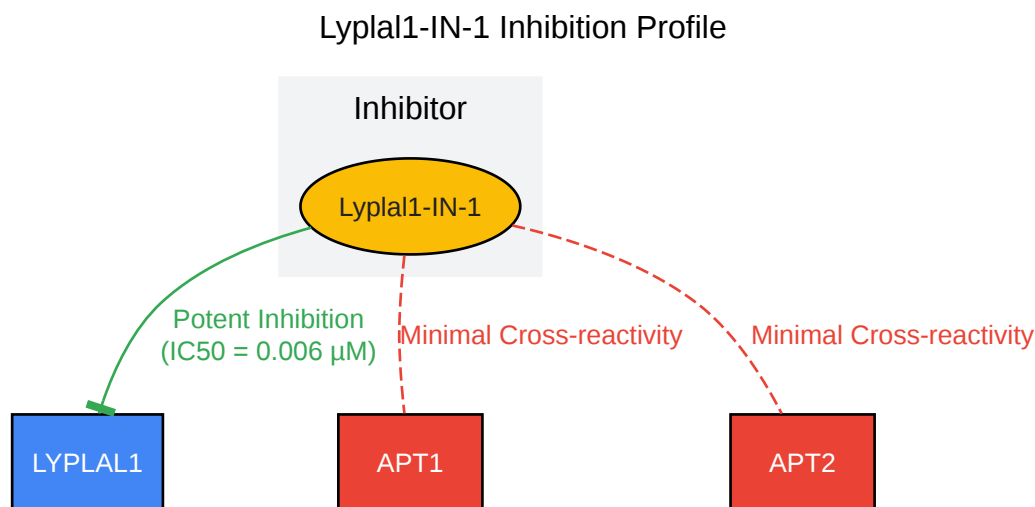 Lyplal1-IN-1 Inhibition Profile
Inhibitor
Lyplal1-IN-1
Potent Inhibition
(IC50 = 0.006 µM)
Minimal Cross-reactivity
Minimal Cross-reactivity
LYPLAL1
APT1
APT2